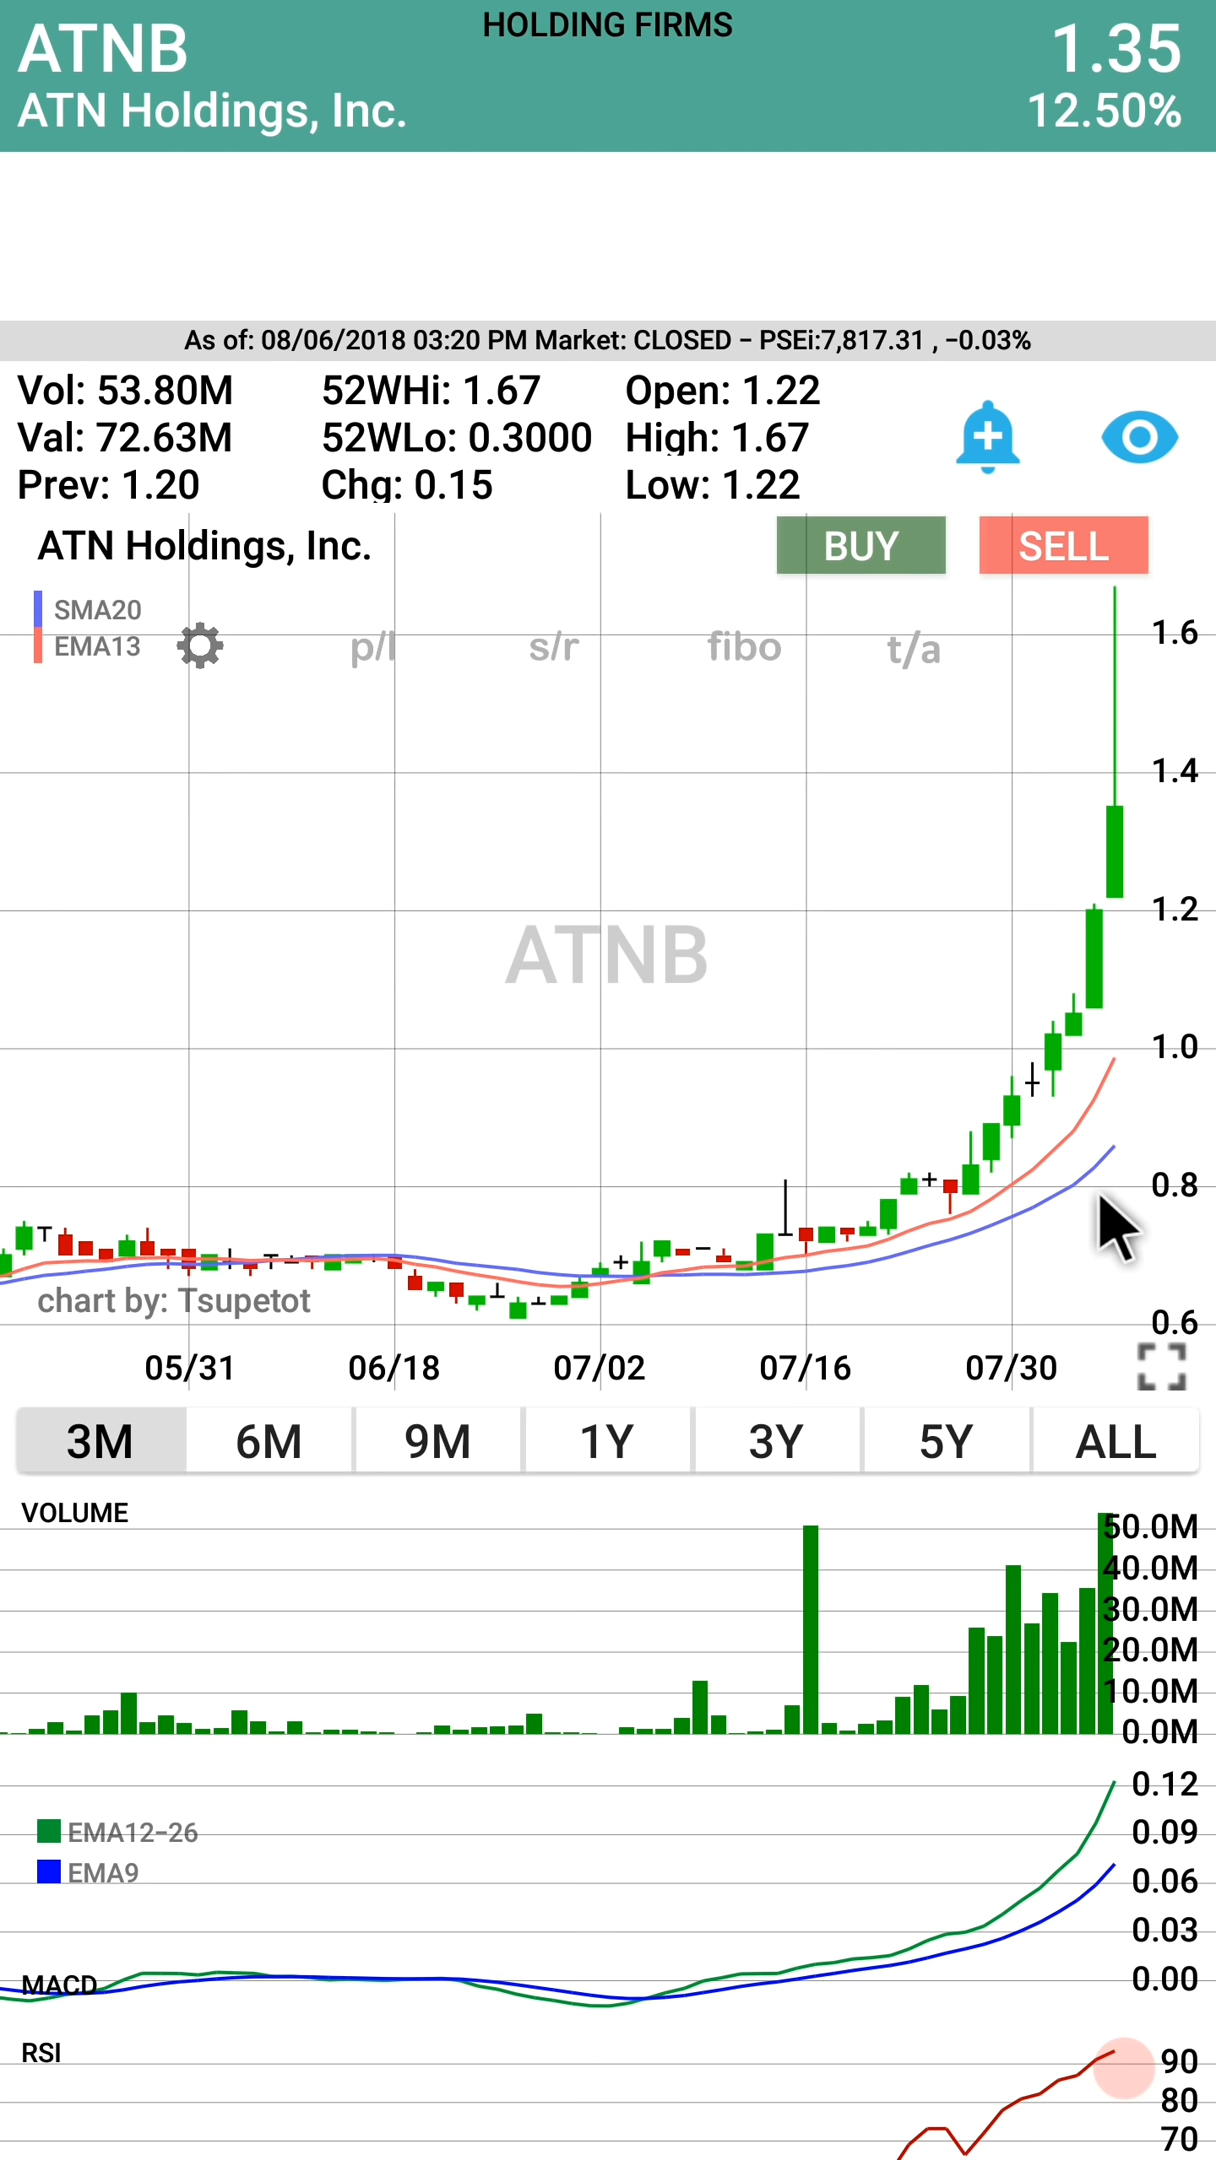 HOLDING FIRMS
ATNB 1.35
ATN Holdings, Inc. 12.50%
As of: 08/06/2018 03:20 PM Market: CLOSED - PSEi:7,817.31 , -0.03%
Vol: 53.80M 52WHi: 1.67 Open: 1.22
Val: 72.63M 52WLo: 0.3000 High: 1.67
Prev: 1.20 Chg: 0.15 Low: 1.22
ATN Holdings, Inc. BUY SELL
SMA20
EMA13 p/l s/r fibo t/a
1.6
1.4
1.2
ATNB
1.0
0.8
chart by: Tsupetot
0.6
05/31 06/18 07/02 07/16 07/30
3M 6M 9M 1Y 3Y 5Y ALL
VOLUME
50.0M
40.0M
30.0M
20.0M
10.0M
0.0M
0.12
EMA12-26 0.09
EMA9 0.06
0.03
MACD 0.00
RSI
90
80
70